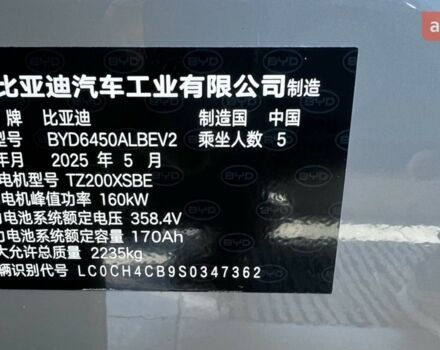 比亚迪汽车工业有限公司制造
牌 比亚迪 制造国 中国
型号 BYD6450ALBEV2 乘坐人数 5
年月 2025 年 5 月
电机型号 TZ200XSBE
电机峰值功率 160kW
力电池系统额定电压 358.4V
力电池系统额定容量 170Ah
大允许总质量 2235kg
辆识别代号 LC0CH4CB9S0347362